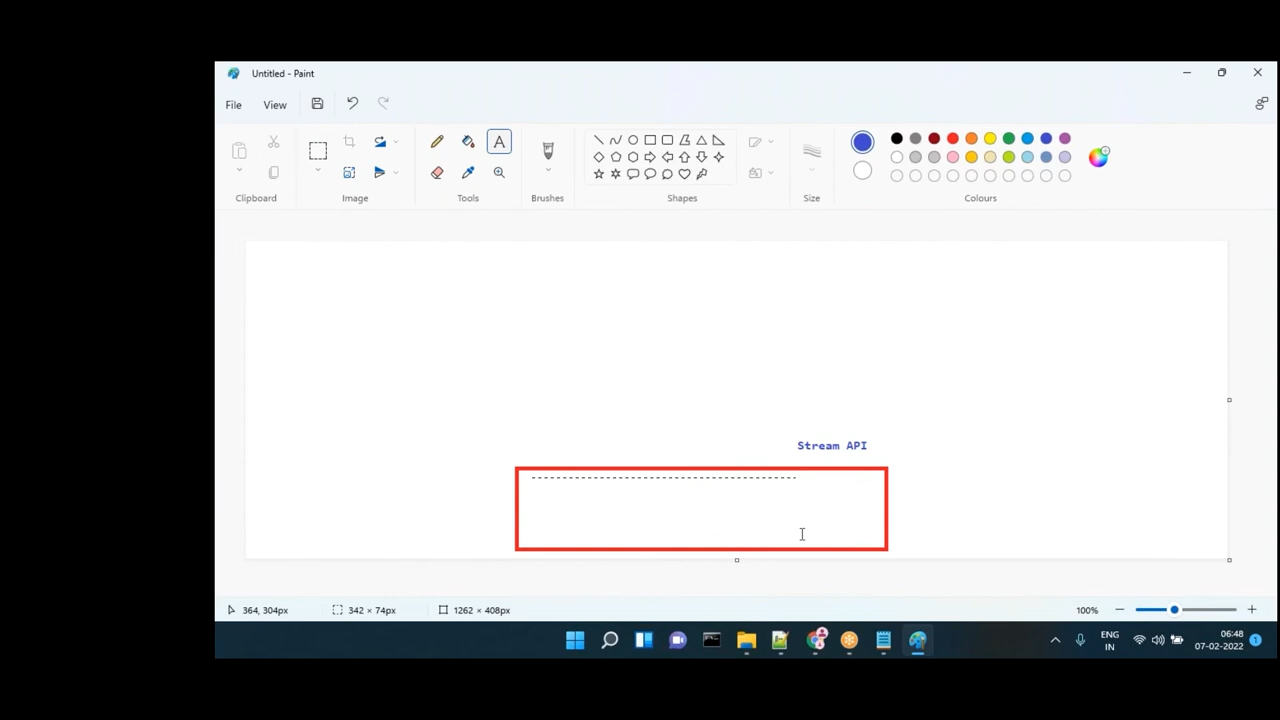 Untitled - Paint
File View
Clipboard Image Tools Brushes Shapes Size Colours
A
Stream API
364, 304px 342 × 74px 1262 × 408px 100%
ENG 06:48
IN 07-02-2022 1